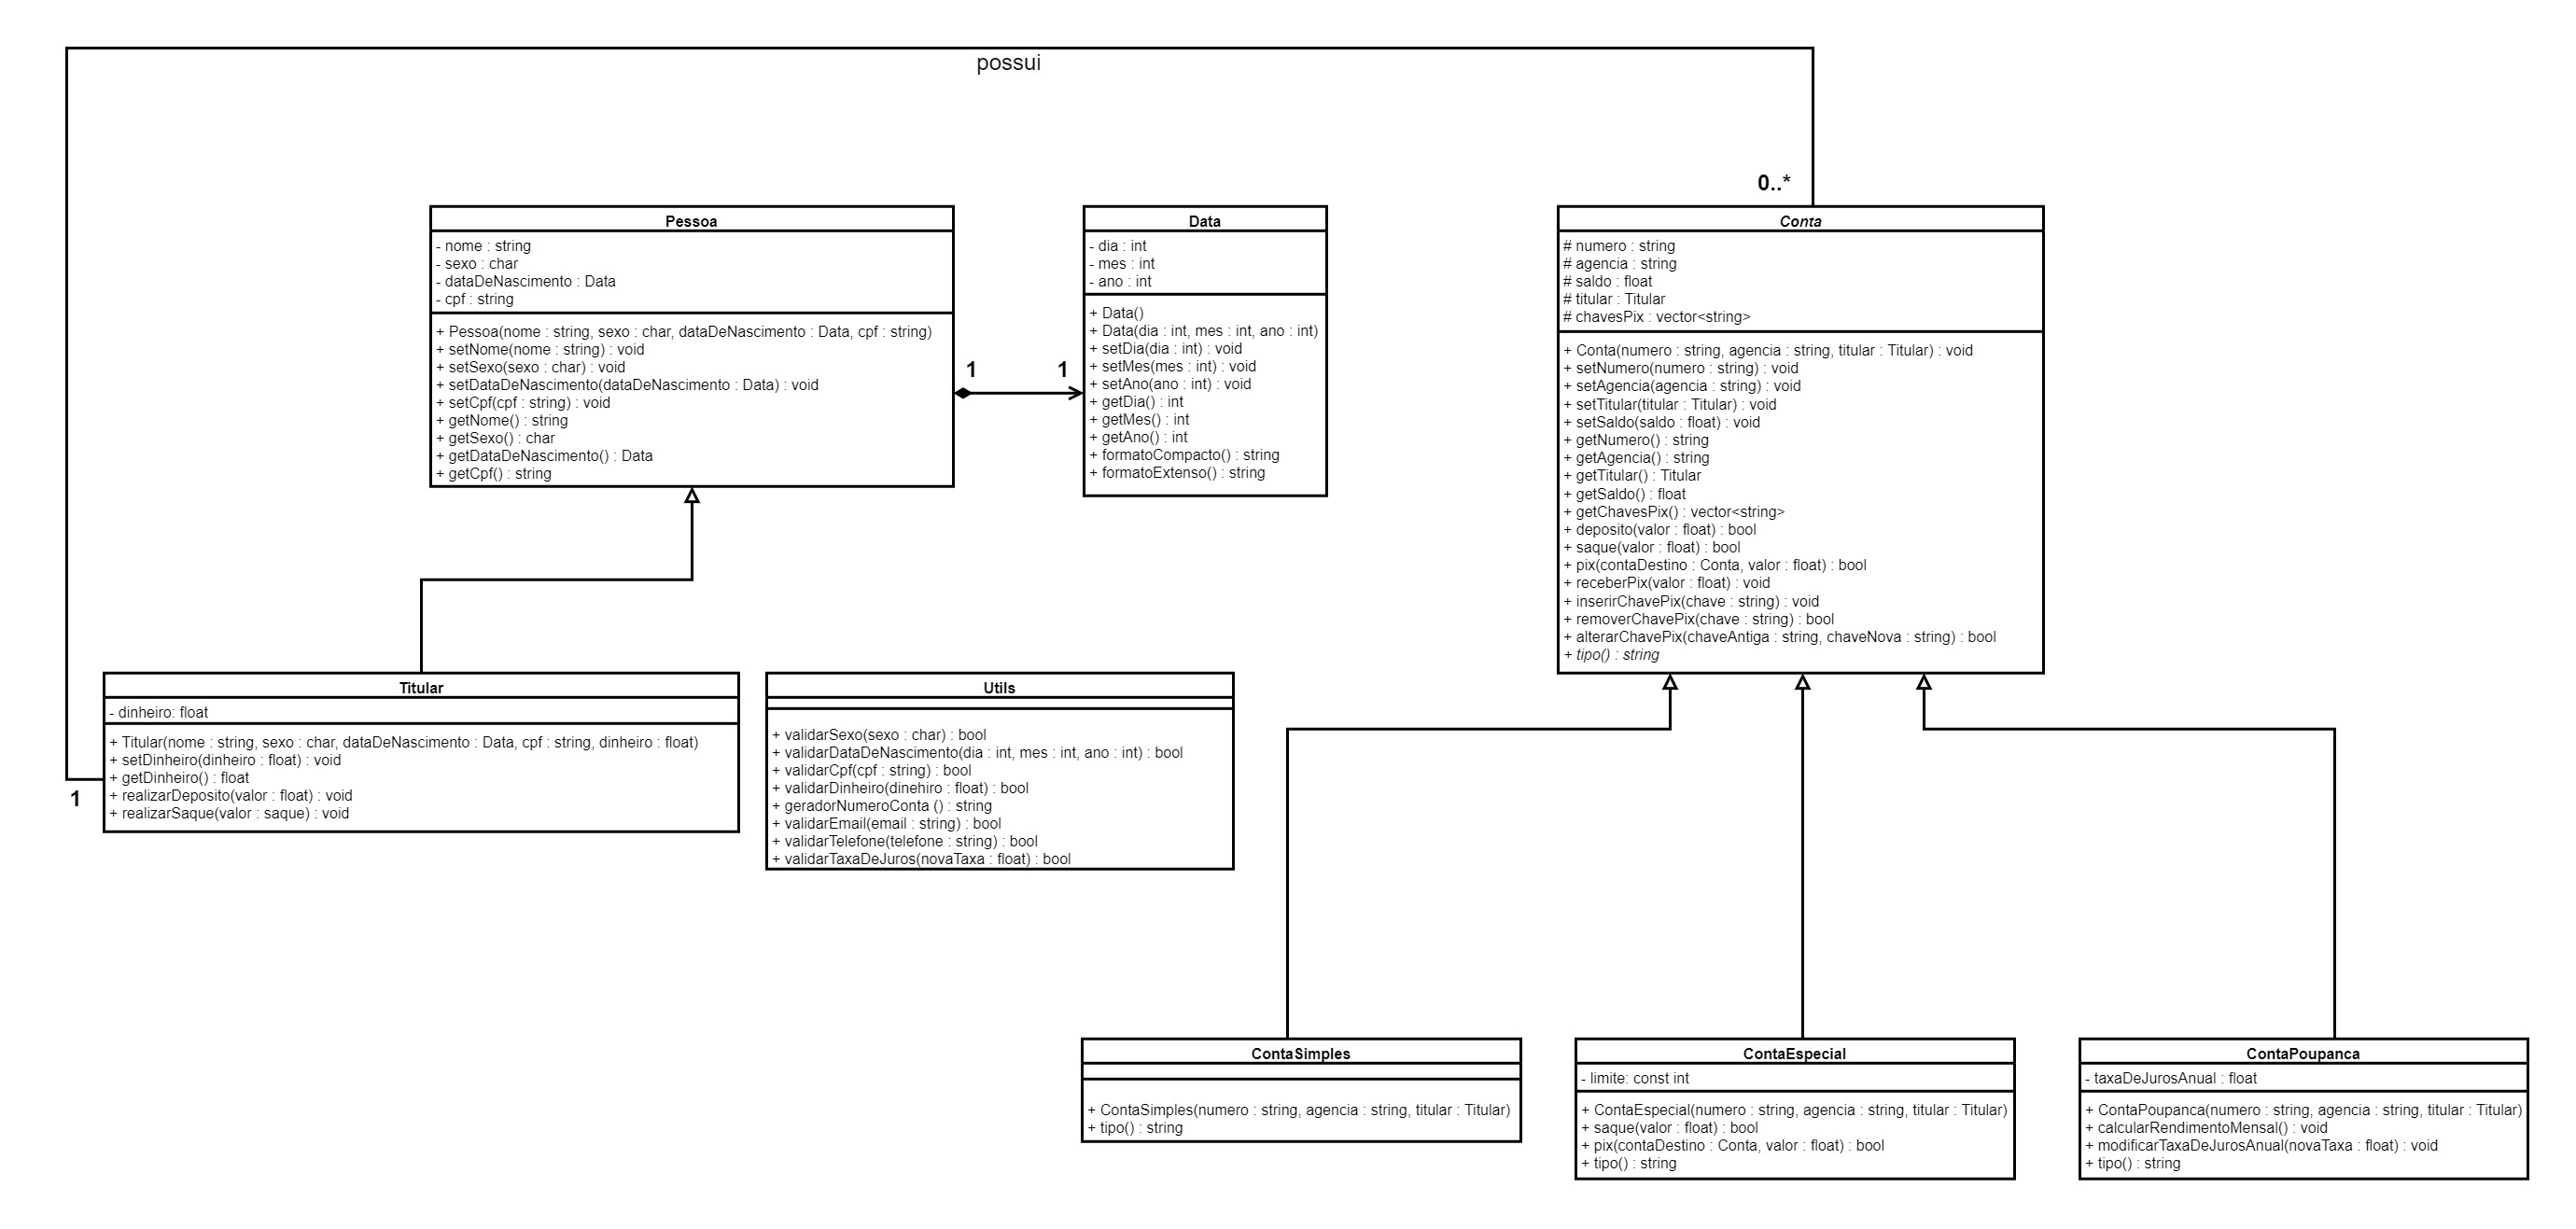 possui
0..*
Pessoa
- nome : string
- sexo : char
- dataDeNascimento : Data
- cpf : string
+ Pessoa(nome : string, sexo : char, dataDeNascimento : Data, cpf : string)
+ setNome(nome : string) : void
+ setSexo(sexo : char) : void
+ setDataDeNascimento(dataDeNascimento : Data) : void
+ setCpf(cpf : string) : void
+ getNome() : string
+ getSexo() : char
+ getDataDeNascimento() : Data
+ getCpf() : string
1
1
Data
- dia : int
- mes : int
- ano : int
+ Data()
+ Data(dia : int, mes : int, ano : int)
+ setDia(dia : int) : void
+ setMes(mes : int) : void
+ setAno(ano : int) : void
+ getDia() : int
+ getMes() : int
+ getAno() : int
+ formatoCompacto() : string
+ formatoExtenso() : string
Conta
# numero : string
# agencia : string
# saldo : float
# titular : Titular
# chavesPix : vector<string>
+ Conta(numero : string, agencia : string, titular : Titular) : void
+ setNumero(numero : string) : void
+ setAgencia(agencia : string) : void
+ setTitular(titular : Titular) : void
+ setSaldo(saldo : float) : void
+ getNumero() : string
+ getAgencia() : string
+ getTitular() : Titular
+ getSaldo() : float
+ getChavesPix() : vector<string>
+ deposito(valor : float) : bool
+ saque(valor : float) : bool
+ pix(contaDestino : Conta, valor : float) : bool
+ receberPix(valor : float) : void
+ inserirChavePix(chave : string) : void
+ removerChavePix(chave : string) : bool
+ alterarChavePix(chaveAntiga : string, chaveNova : string) : bool
+ tipo() : string
Titular
- dinheiro: float
+ Titular(nome : string, sexo : char, dataDeNascimento : Data, cpf : string, dinheiro : float)
+ setDinheiro(dinheiro : float) : void
+ getDinheiro() : float
+ realizarDeposito(valor : float) : void
+ realizarSaque(valor : saque) : void
1
Utils
+ validarSexo(sexo : char) : bool
+ validarDataDeNascimento(dia : int, mes : int, ano : int) : bool
+ validarCpf(cpf : string) : bool
+ validarDinheiro(dinehiro : float) : bool
+ geradorNumeroConta () : string
+ validarEmail(email : string) : bool
+ validarTelefone(telefone : string) : bool
+ validarTaxaDeJuros(novaTaxa : float) : bool
ContaSimples
+ ContaSimples(numero : string, agencia : string, titular : Titular)
+ tipo() : string
ContaEspecial
- limite: const int
+ ContaEspecial(numero : string, agencia : string, titular : Titular)
+ saque(valor : float) : bool
+ pix(contaDestino : Conta, valor : float) : bool
+ tipo() : string
ContaPoupanca
- taxaDeJurosAnual : float
+ ContaPoupanca(numero : string, agencia : string, titular : Titular)
+ calcularRendimentoMensal() : void
+ modificarTaxaDeJurosAnual(novaTaxa : float) : void
+ tipo() : string